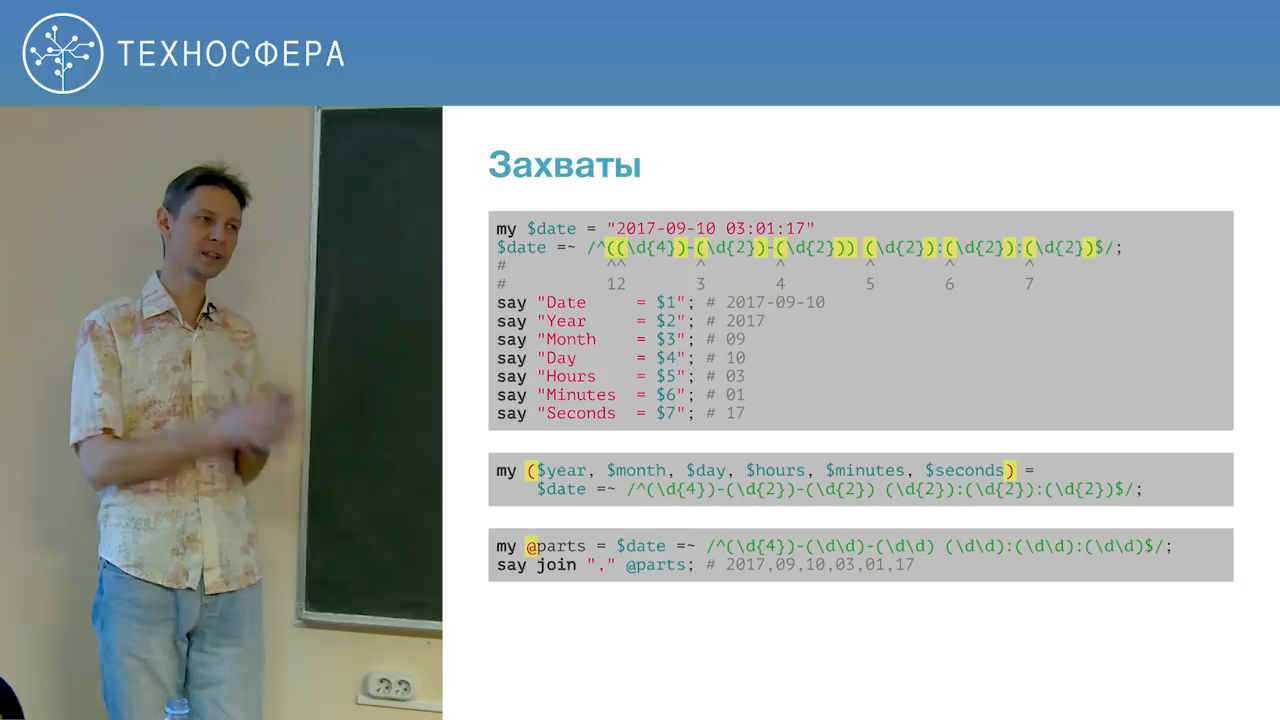 ТЕХНОСФЕРА
Захваты
my $date = "2017-09-10 03:01:17"
$date =~ /^((\d{4})-(\d{2})-(\d{2})) (\d{2}):(\d{2}):(\d{2})$/;
#          ^^       ^       ^        ^       ^       ^
#          12       3       4        5       6       7
say "Date     = $1"; # 2017-09-10
say "Year     = $2"; # 2017
say "Month    = $3"; # 09
say "Day      = $4"; # 10
say "Hours    = $5"; # 03
say "Minutes  = $6"; # 01
say "Seconds  = $7"; # 17
my ($year, $month, $day, $hours, $minutes, $seconds) =
    $date =~ /^(\d{4})-(\d{2})-(\d{2}) (\d{2}):(\d{2}):(\d{2})$/;
my @parts = $date =~ /^(\d{4})-(\d\d)-(\d\d) (\d\d):(\d\d):(\d\d)$/;
say join "," @parts; # 2017,09,10,03,01,17